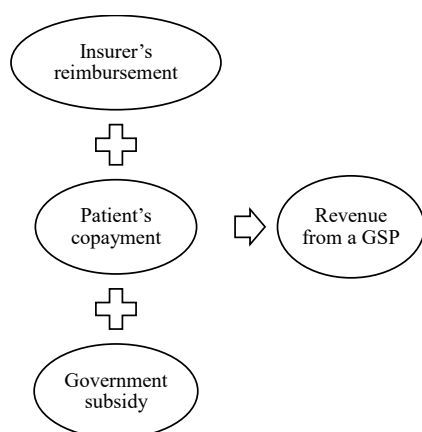 Insurer’s
reimbursement
Patient’s
copayment
Revenue
from a GSP
Government
subsidy